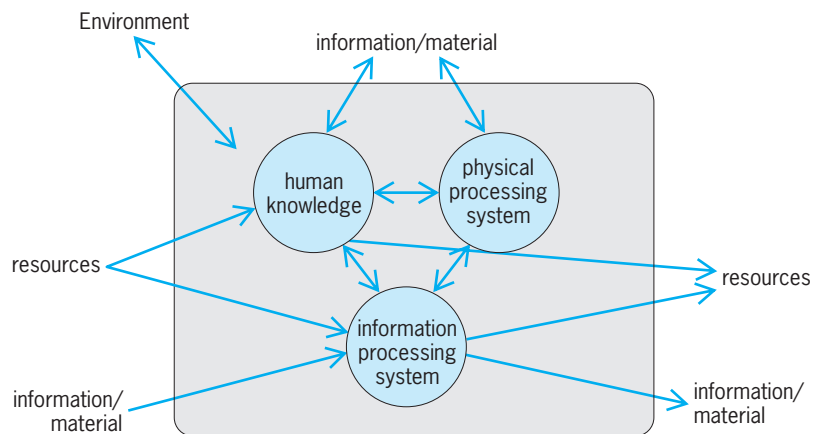 Environment
information/material
human
knowledge
physical
processing
system
resources
resources
information
processing
system
information/
material
information/
material